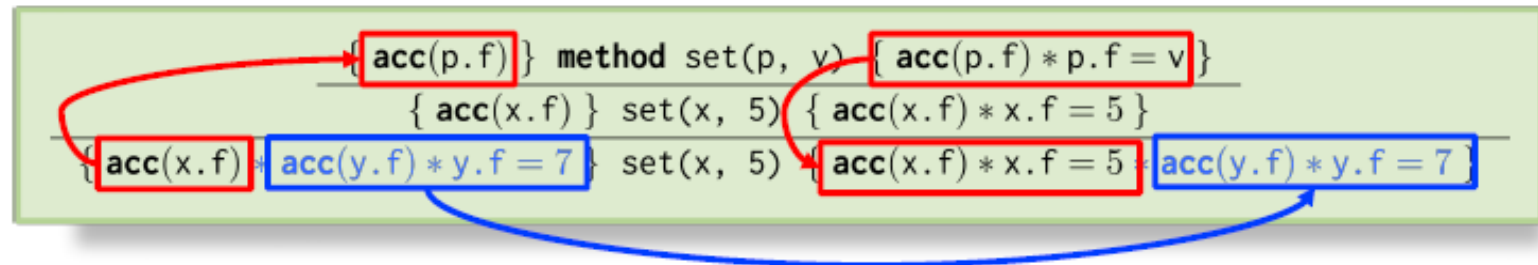 { acc(p.f) } method set(p, v) { acc(p.f) * p.f = v }
{ acc(x.f) } set(x, 5) { acc(x.f) * x.f = 5 }
{ acc(x.f) * acc(y.f) * y.f = 7 } set(x, 5) { acc(x.f) * x.f = 5 * acc(y.f) * y.f = 7 }